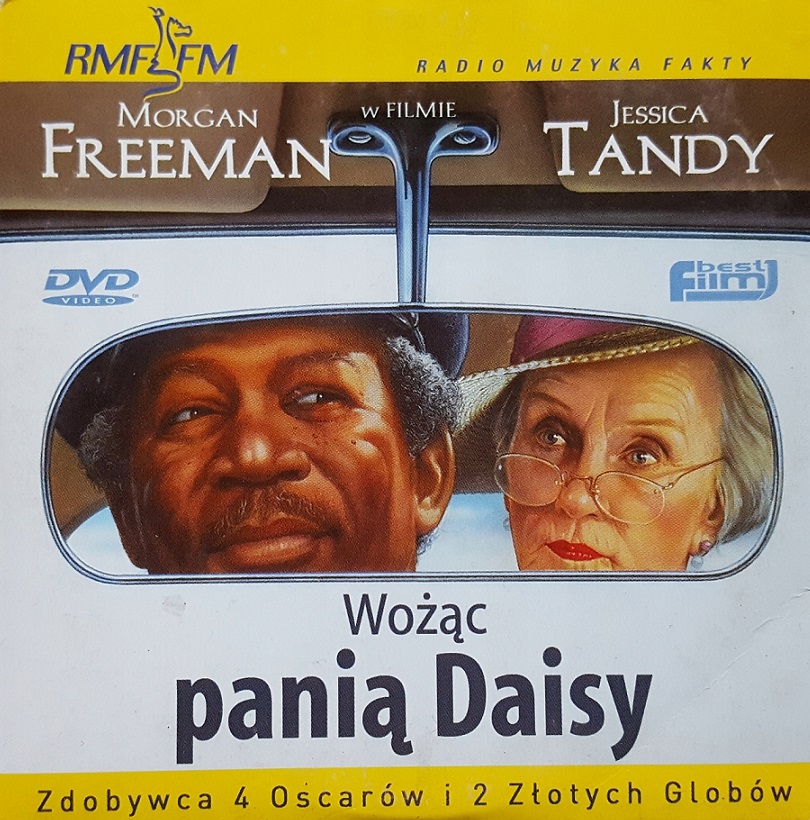 RMF FM
RADIO MUZYKA FAKTY
MORGAN FREEMAN
W FILMIE
JESSICA TANDY
DVD VIDEO™
best film
Wożąc
panią Daisy
Zdobywca 4 Oscarów i 2 Złotych Globów